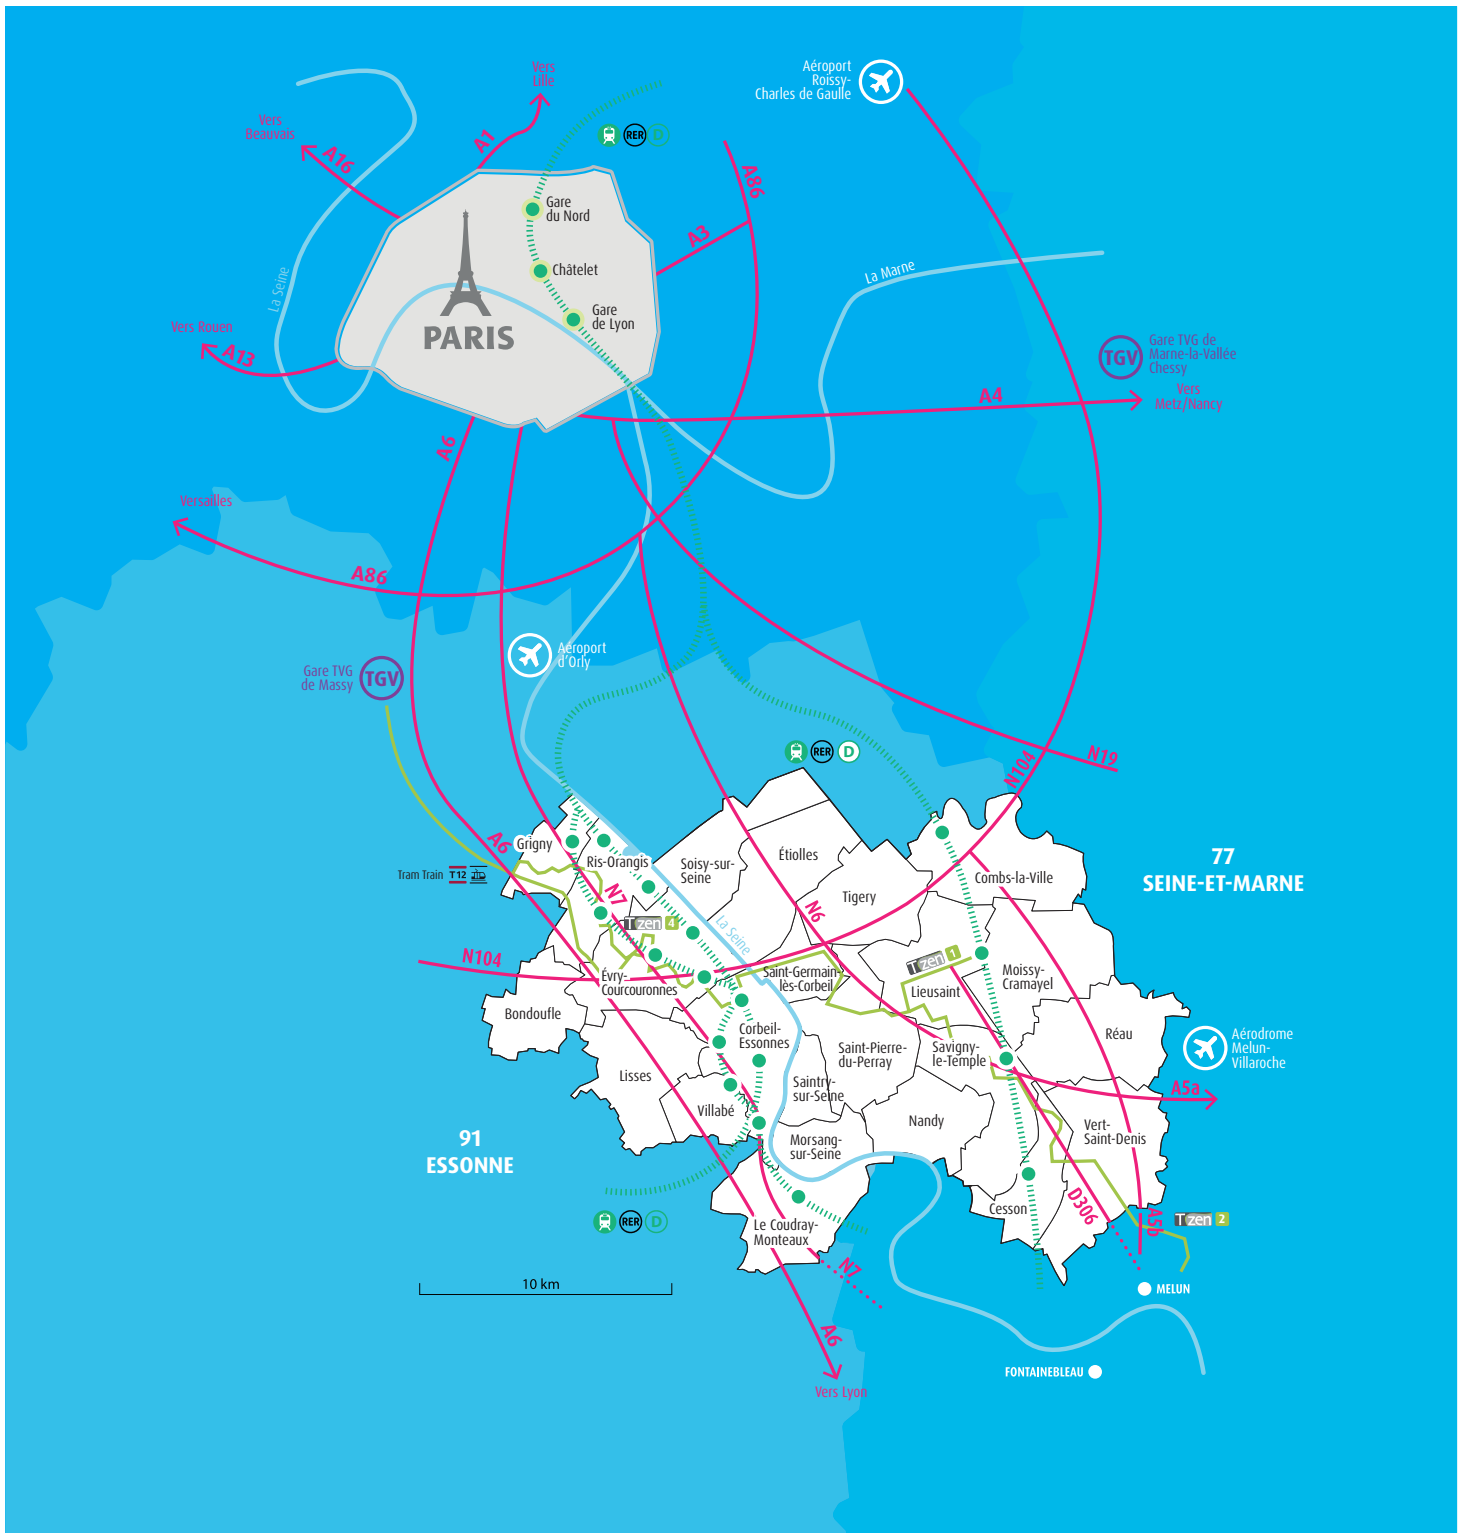 Vers
Lille
Aéroport
Roissy-
Charles de Gaulle
Vers
Beauvais
A16
A1
RER
D
A86
Gare
du Nord
A3
Châtelet
La Seine
La Marne
Gare
de Lyon
PARIS
Vers Rouen
A13
TGV
Gare TVG de
Marne-la-Vallée
Chessy
Vers
Metz/Nancy
A4
A6
Versailles
A86
Aéroport
d'Orly
Gare TVG
de Massy
TGV
RER
D
N19
N104
A6
Grigny
Ris-Orangis
Soisy-sur-
Seine
Étiolles
Tigery
Combs-la-Ville
77
SEINE-ET-MARNE
Tram Train
T12
N7
Tzen 4
La Seine
N6
N104
Évry-
Courcouronnes
Saint-Germain-
lès-Corbeil
Tzen 1
Lieusaint
Moissy-
Cramayel
Bondoufle
Corbeil-
Essonnes
Saint-Pierre-
du-Perray
Savigny-
le-Temple
Réau
Aérodrome
Melun-
Villaroche
Lisses
Saintry-
sur-Seine
A5a
Villabé
Nandy
Vert-
Saint-Denis
91
ESSONNE
Morsang-
sur-Seine
Cesson
D306
A5b
Tzen 2
RER
D
Le Coudray-
Monteaux
N7
10 km
MELUN
A6
FONTAINEBLEAU
Vers Lyon